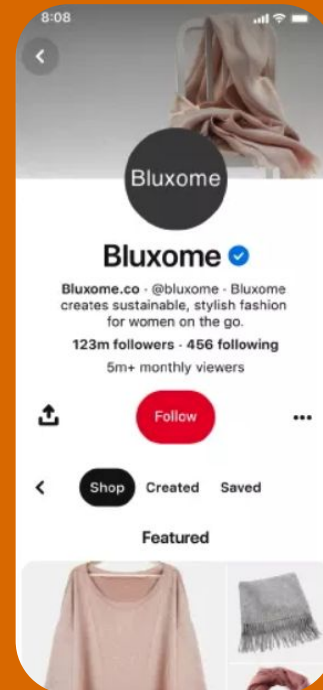 8:08
Bluxome
Bluxome
Bluxome.co · @bluxome · Bluxome
creates sustainable, stylish fashion
for women on the go.
123m followers · 456 following
5m+ monthly viewers
Follow
Shop Created Saved
Featured